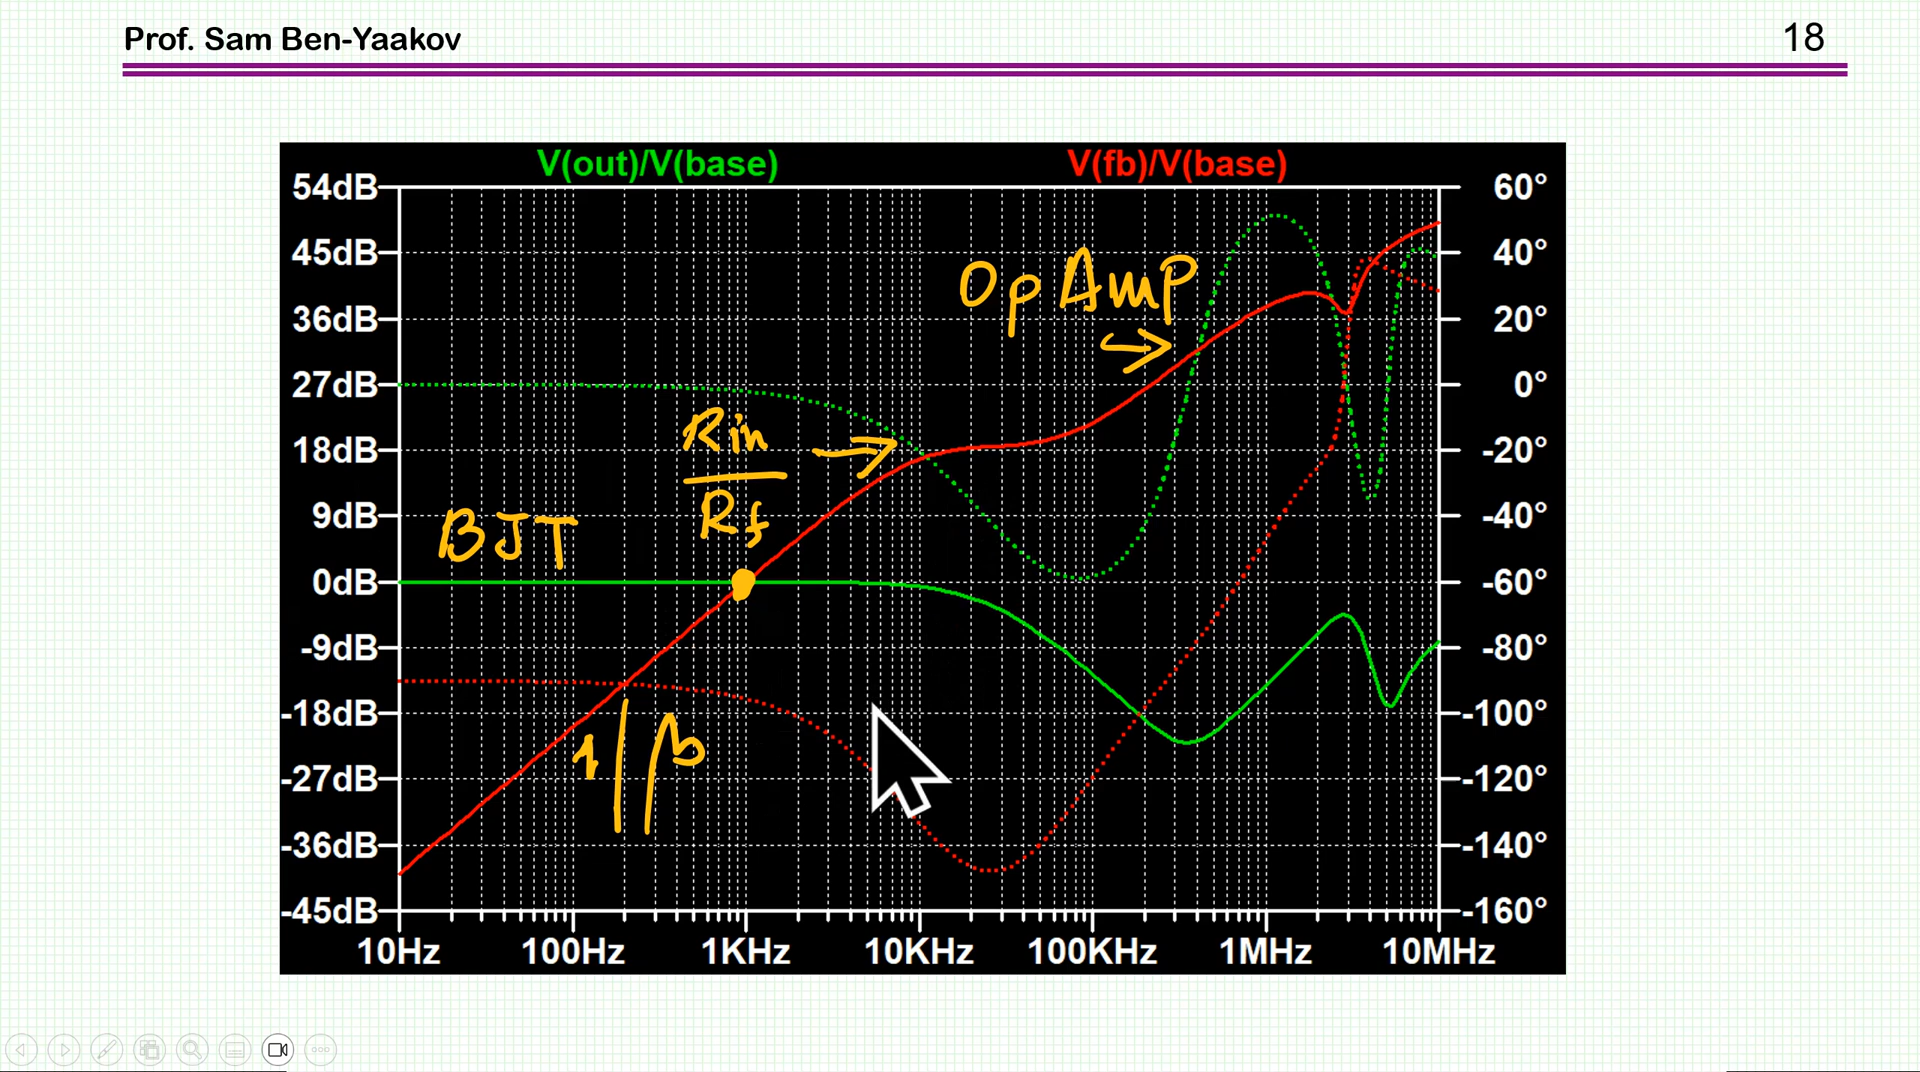 Prof. Sam Ben-Yaakov
18
V(out)/V(base)
V(fb)/V(base)
54dB
60°
45dB
40°
OpAmp
36dB
20°
27dB
0°
Rin
18dB
-20°
Rf
9dB
-40°
BJT
0dB
-60°
-9dB
-80°
-18dB
-100°
1/β
-27dB
-120°
-36dB
-140°
-45dB
-160°
10Hz 100Hz 1KHz 10KHz 100KHz 1MHz 10MHz